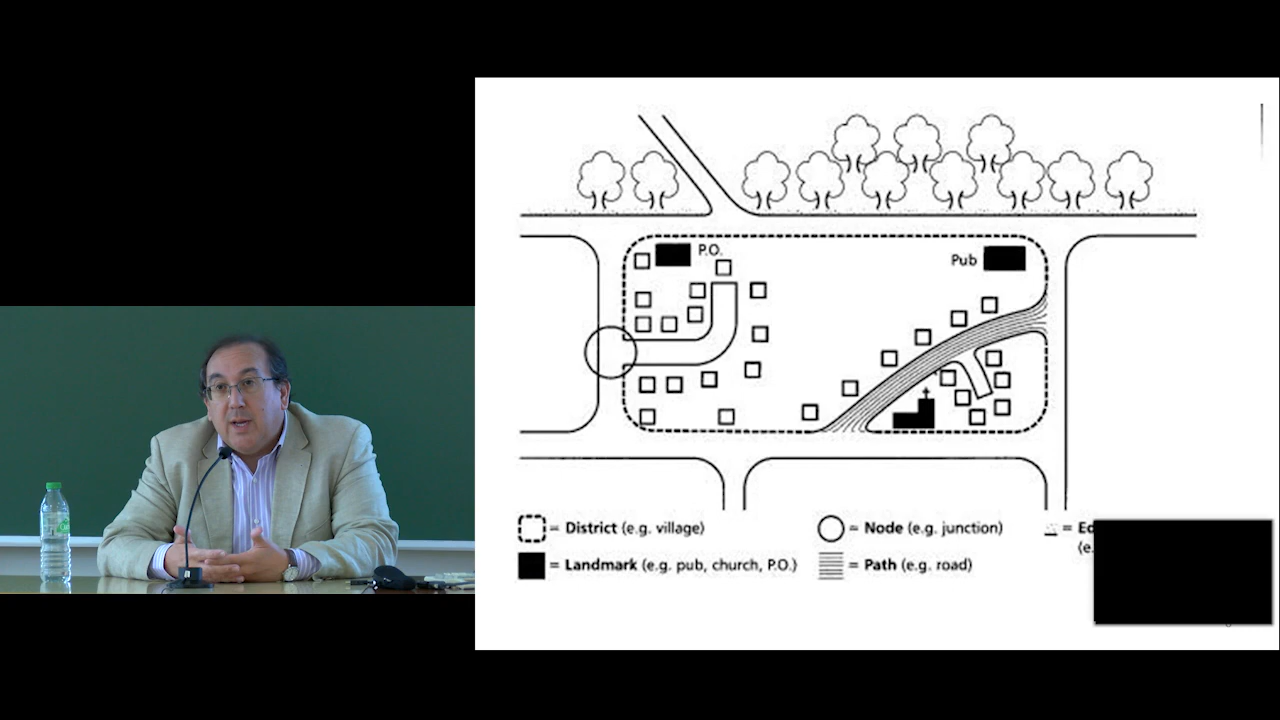 P.O.
Pub
= District (e.g. village)
= Node (e.g. junction)
=
= Landmark (e.g. pub, church, P.O.)
= Path (e.g. road)